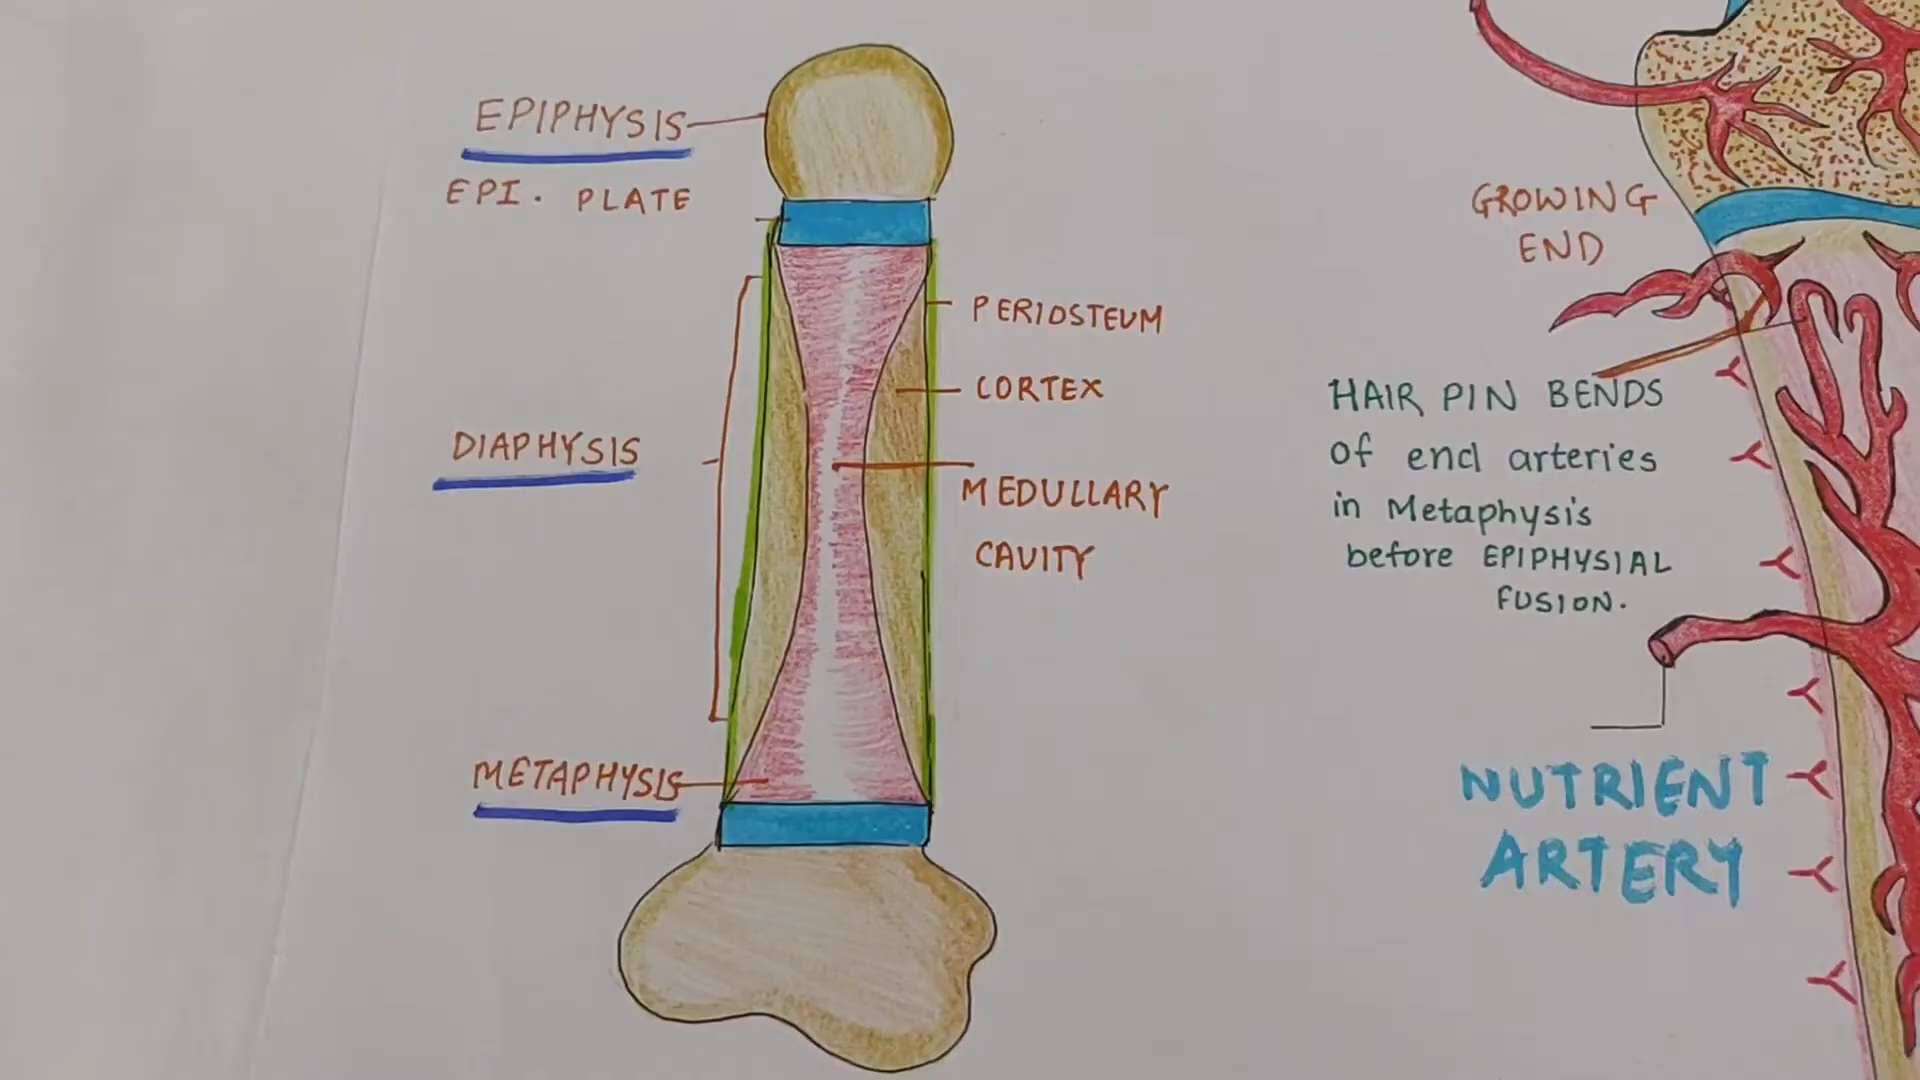 EPIPHYSIS
EPI. PLATE
DIAPHYSIS
METAPHYSIS
PERIOSTEUM
CORTEX
MEDULLARY
CAVITY
GROWING
END
HAIR PIN BENDS
of end arteries
in Metaphysis
before EPIPHYSIAL
FUSION.
NUTRIENT
ARTERY